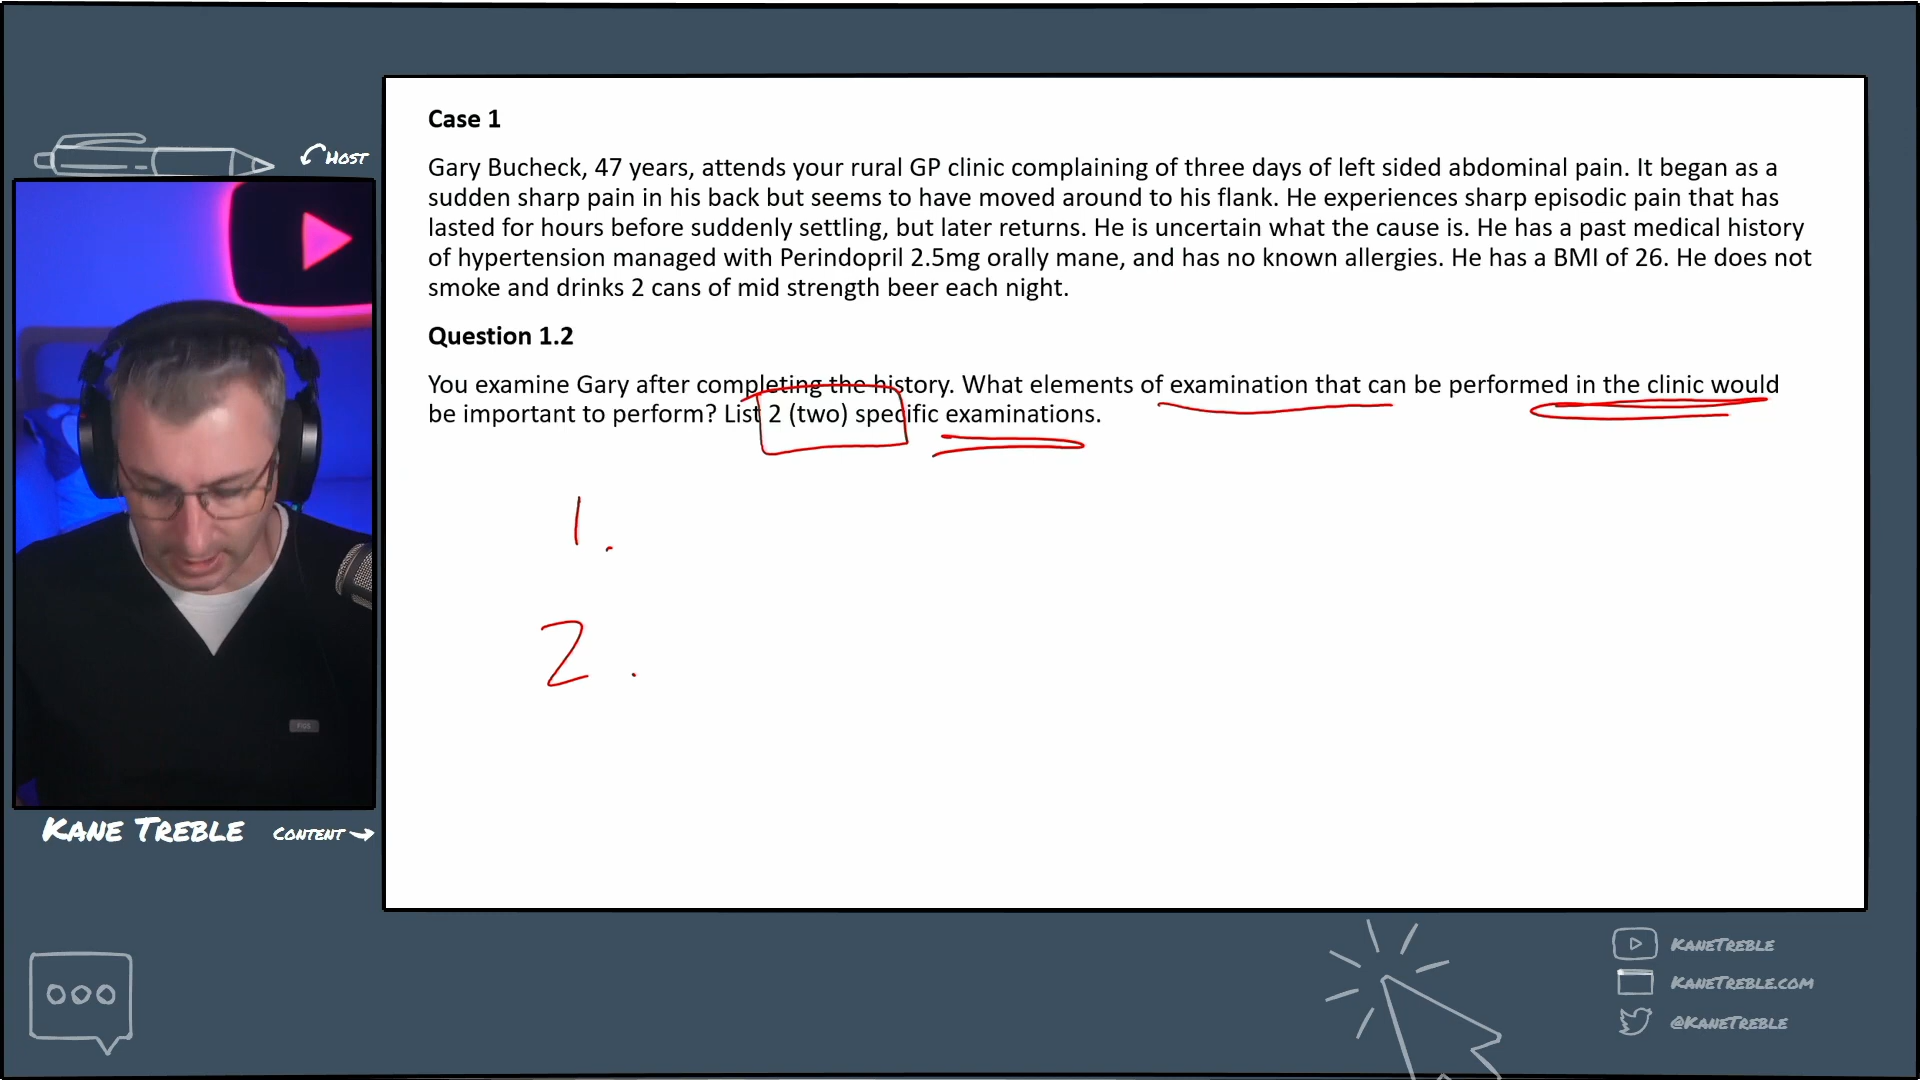 Case 1
Gary Bucheck, 47 years, attends your rural GP clinic complaining of three days of left sided abdominal pain. It began as a
sudden sharp pain in his back but seems to have moved around to his flank. He experiences sharp episodic pain that has
lasted for hours before suddenly settling, but later returns. He is uncertain what the cause is. He has a past medical history
of hypertension managed with Perindopril 2.5mg orally mane, and has no known allergies. He has a BMI of 26. He does not
smoke and drinks 2 cans of mid strength beer each night.
Question 1.2
You examine Gary after completing the history. What elements of examination that can be performed in the clinic would
be important to perform? List 2 (two) specific examinations.
1.
2.
Host
FIGS
Kane Treble
Content
KaneTreble
KaneTreble.com
@KaneTreble